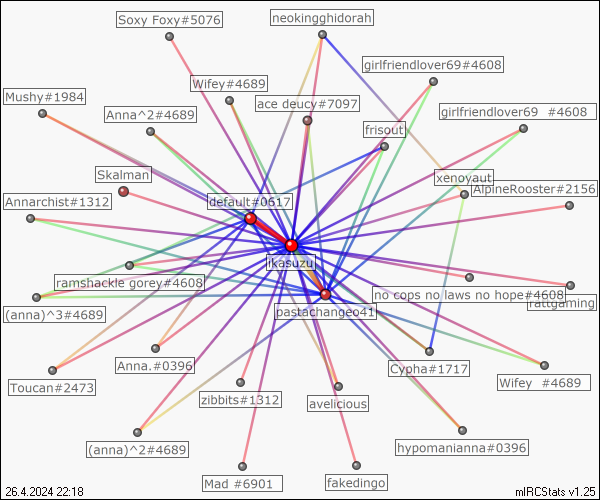 Soxy Foxy#5076
neokingghidorah
girlfriendlover69#4608
Wifey#4689
Mushy#1984
ace deucy#7097
Anna^2#4689
girlfriendlover69 #4608
frisout
Skalman
xenoyaut
AlpineRooster#2156
Annarchist#1312
default#0617
ikasuzu
ramshackle gorey#4608
no cops no laws no hope#4608
rattgaming
(anna)^3#4689
pastachangeo41
Anna.#0396
Cypha#1717
Toucan#2473
Wifey #4689
zibbits#1312
avelicious
(anna)^2#4689
hypomanianna#0396
Mad #6901
fakedingo
26.4.2024 22:18
mIRCStats v1.25